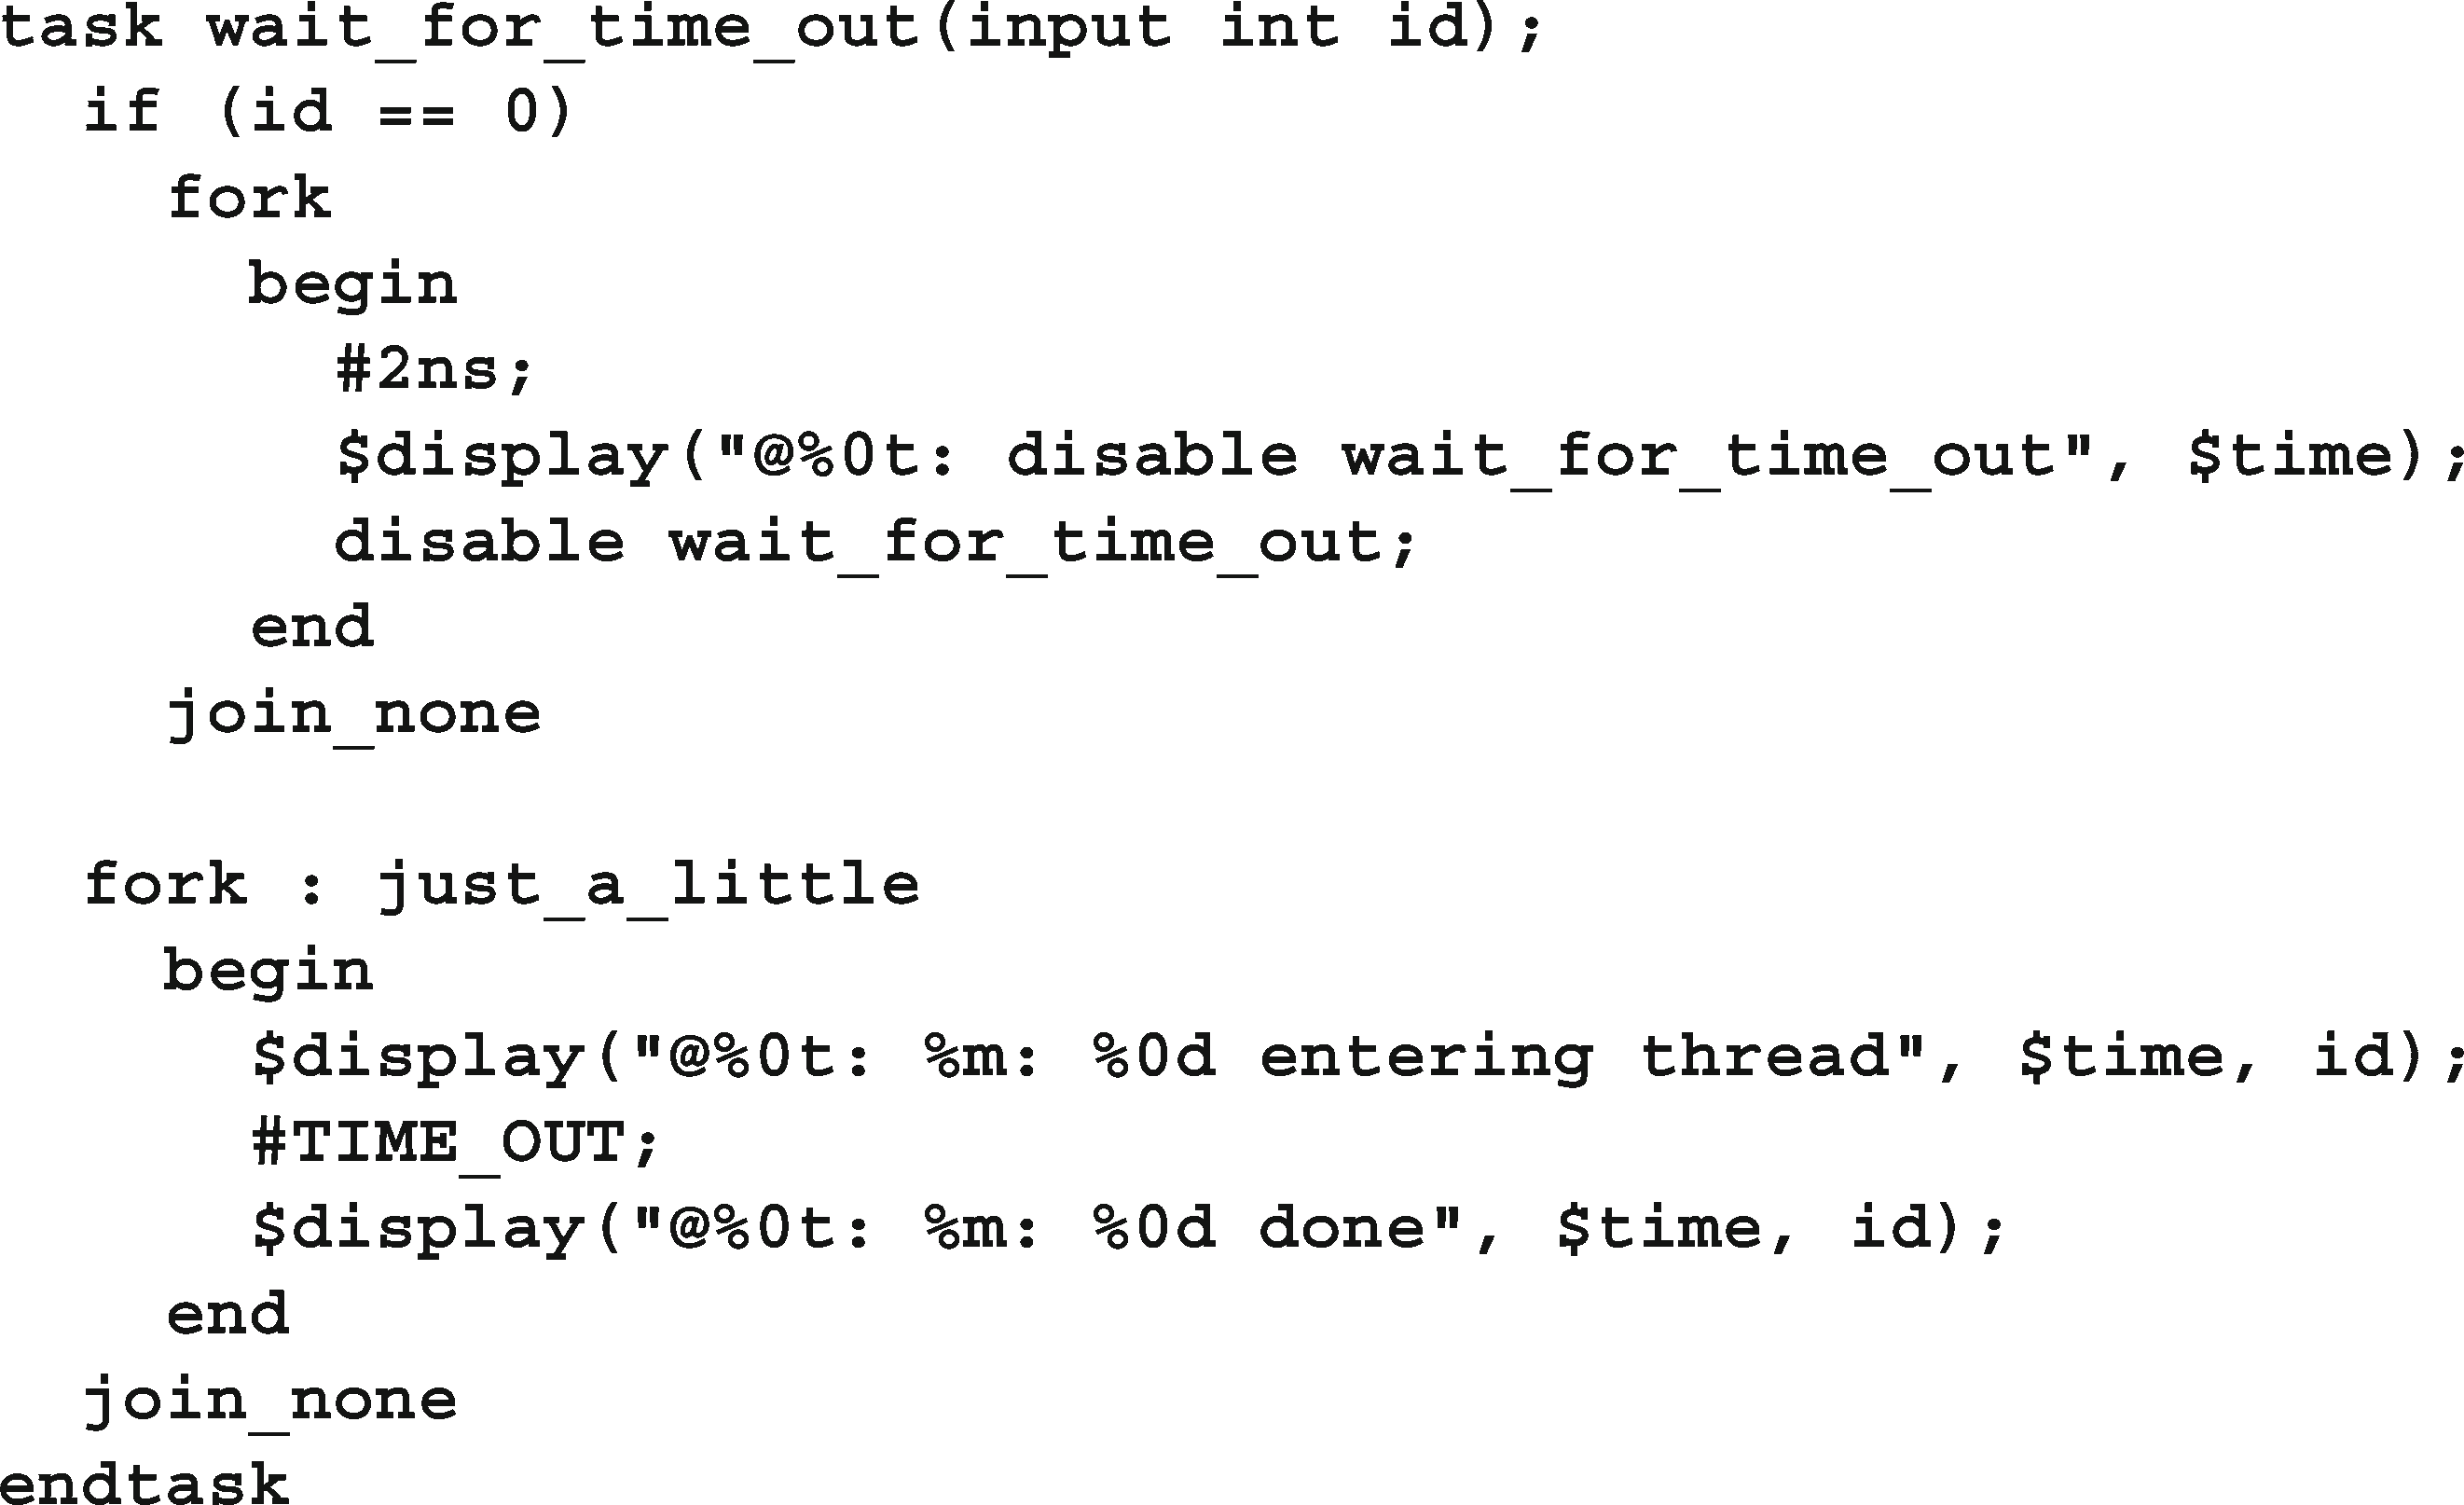 task wait_for_time_out(input int id);
  if (id == 0)
    fork
      begin
        #2ns;
        $display("@%0t: disable wait_for_time_out", $time);
        disable wait_for_time_out;
      end
    join_none

  fork : just_a_little
    begin
      $display("@%0t: %m: %0d entering thread", $time, id);
      #TIME_OUT;
      $display("@%0t: %m: %0d done", $time, id);
    end
  join_none
endtask